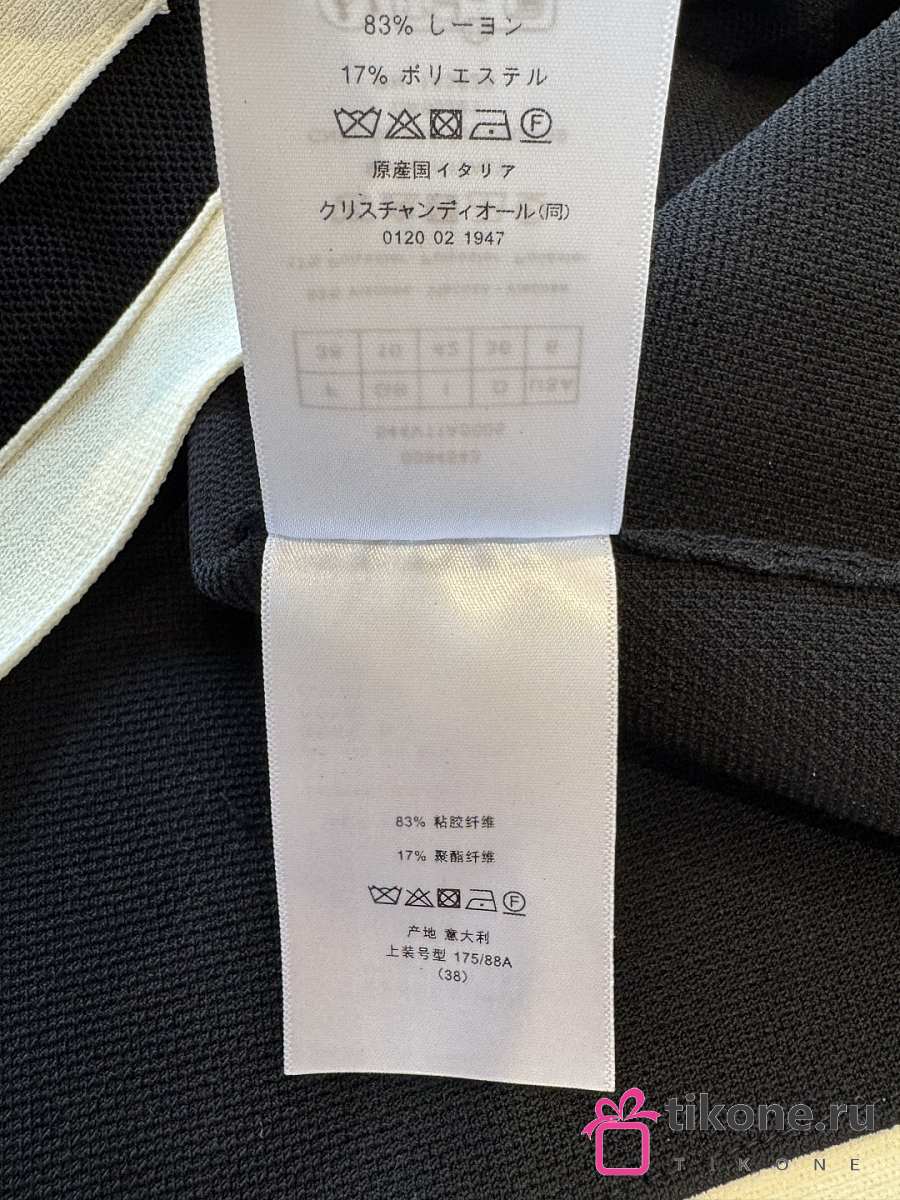 83% レーヨン
17% ポリエステル
F
原産国イタリア
クリスチャンディオール(同)
0120 02 1947
83% 粘胶纤维
17% 聚酯纤维
F
产地 意大利
上装号型 175/88A
(38)
tikone.ru
TIKONE